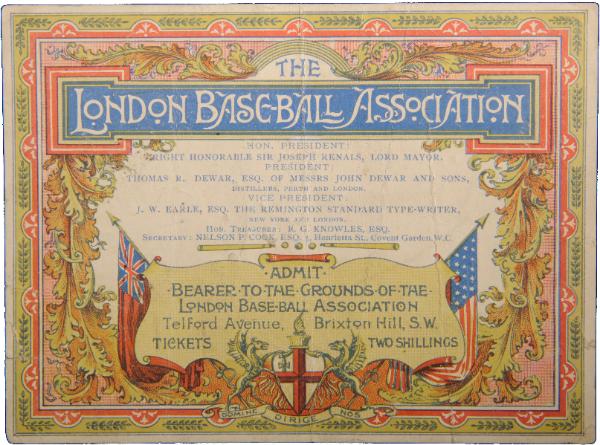 THE
LONDON BASE-BALL ASSOCIATION
HON. PRESIDENT:
RIGHT HONORABLE SIR JOSEPH RENALS, LORD MAYOR.
PRESIDENT:
THOMAS R. DEWAR, ESQ. OF MESSRS JOHN DEWAR AND SONS,
DISTILLERS, PERTH AND LONDON.
VICE PRESIDENT.
J. W. EARLE, ESQ. THE REMINGTON STANDARD TYPE-WRITER,
NEW YORK AND LONDON.
HON. TREASURER: R. G. KNOWLES, ESQ.
SECRETARY: NELSON P. COOK, ESQ. Henrietta St., Covent Garden, W.C.
ADMIT
BEARER·TO·THE·GROUNDS·OF·THE·
LONDON BASE-BALL ASSOCIATION
Telford Avenue, Brixton Hill, S.W.
TICKETS TWO SHILLINGS
DOMINE DIRIGE NOS